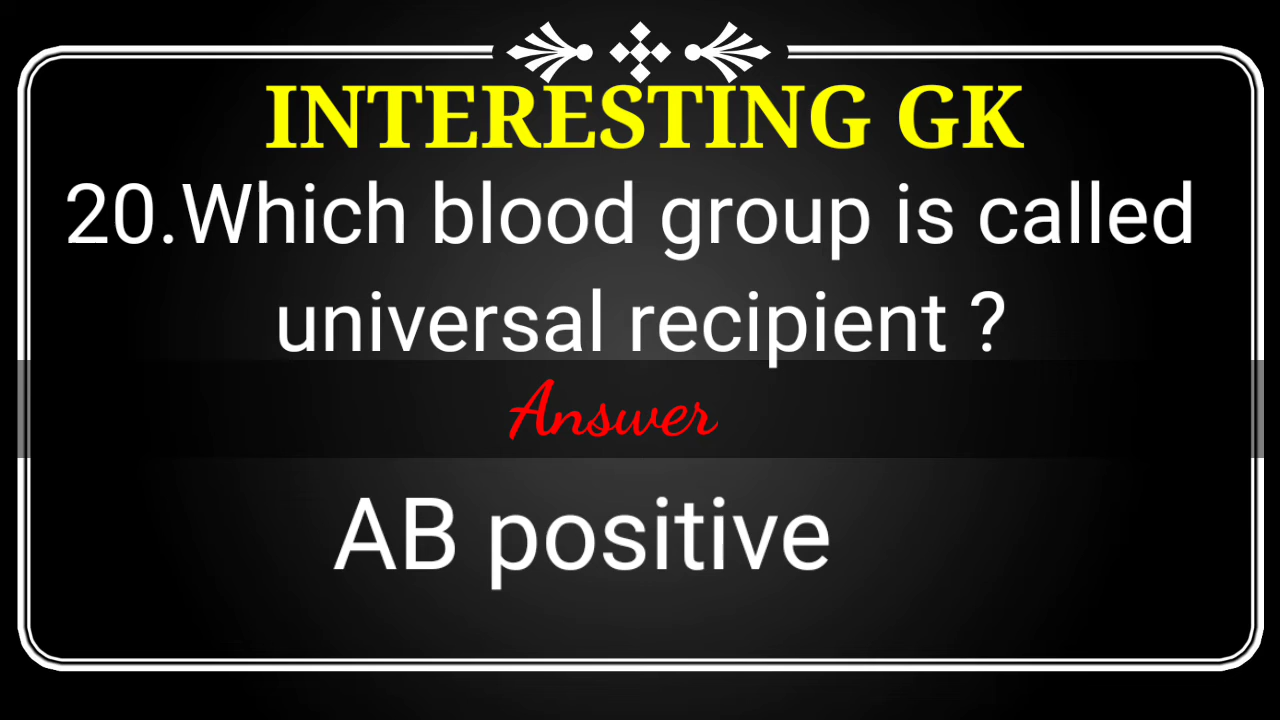 INTERESTING GK
20.Which blood group is called
universal recipient ?
Answer
AB positive